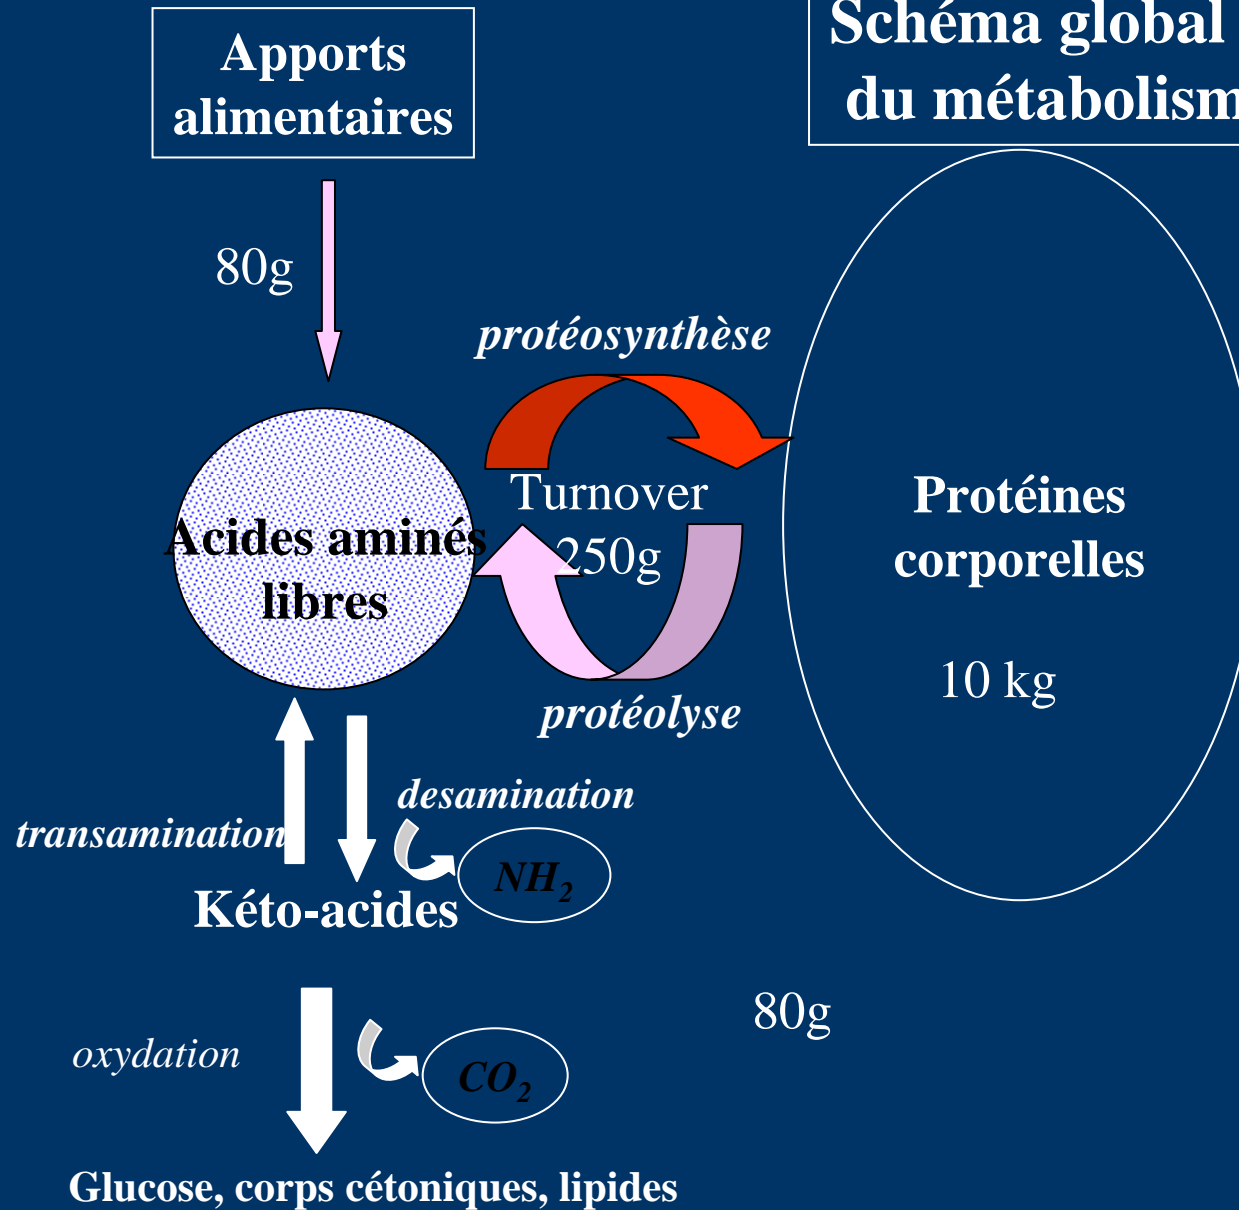 Schéma global
du métabolism
Apports
alimentaires
80g
protéosynthèse
Turnover
250g
Acides aminés
libres
Protéines
corporelles
10 kg
protéolyse
desamination
transamination
NH2
Kéto-acides
80g
oxydation
CO2
Glucose, corps cétoniques, lipides